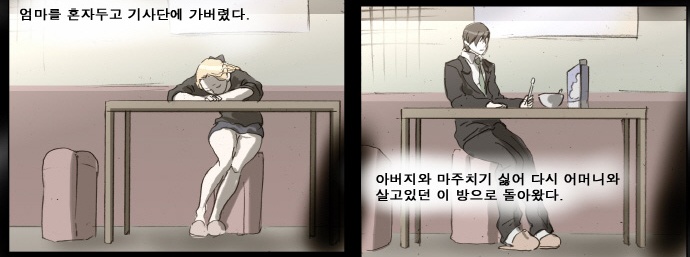 엄마를 혼자두고 기사단에 가버렸다.
아버지와 마주치기 싫어 다시 어머니와
살고있던 이 방으로 돌아왔다.